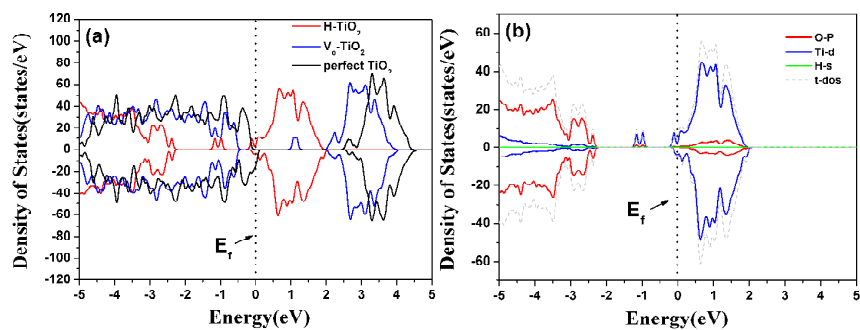 (a)
H-TiO2
Vo-TiO2
perfect TiO2
Ef
Density of States(states/eV)
120
100
80
60
40
20
0
-20
-40
-60
-80
-100
-120
-5 -4 -3 -2 -1 0 1 2 3 4 5
Energy(eV)
(b)
O-P
Ti-d
H-s
t-dos
Ef
Density of States(states/eV)
60
40
20
0
-20
-40
-60
-5 -4 -3 -2 -1 0 1 2 3 4 5
Energy(eV)